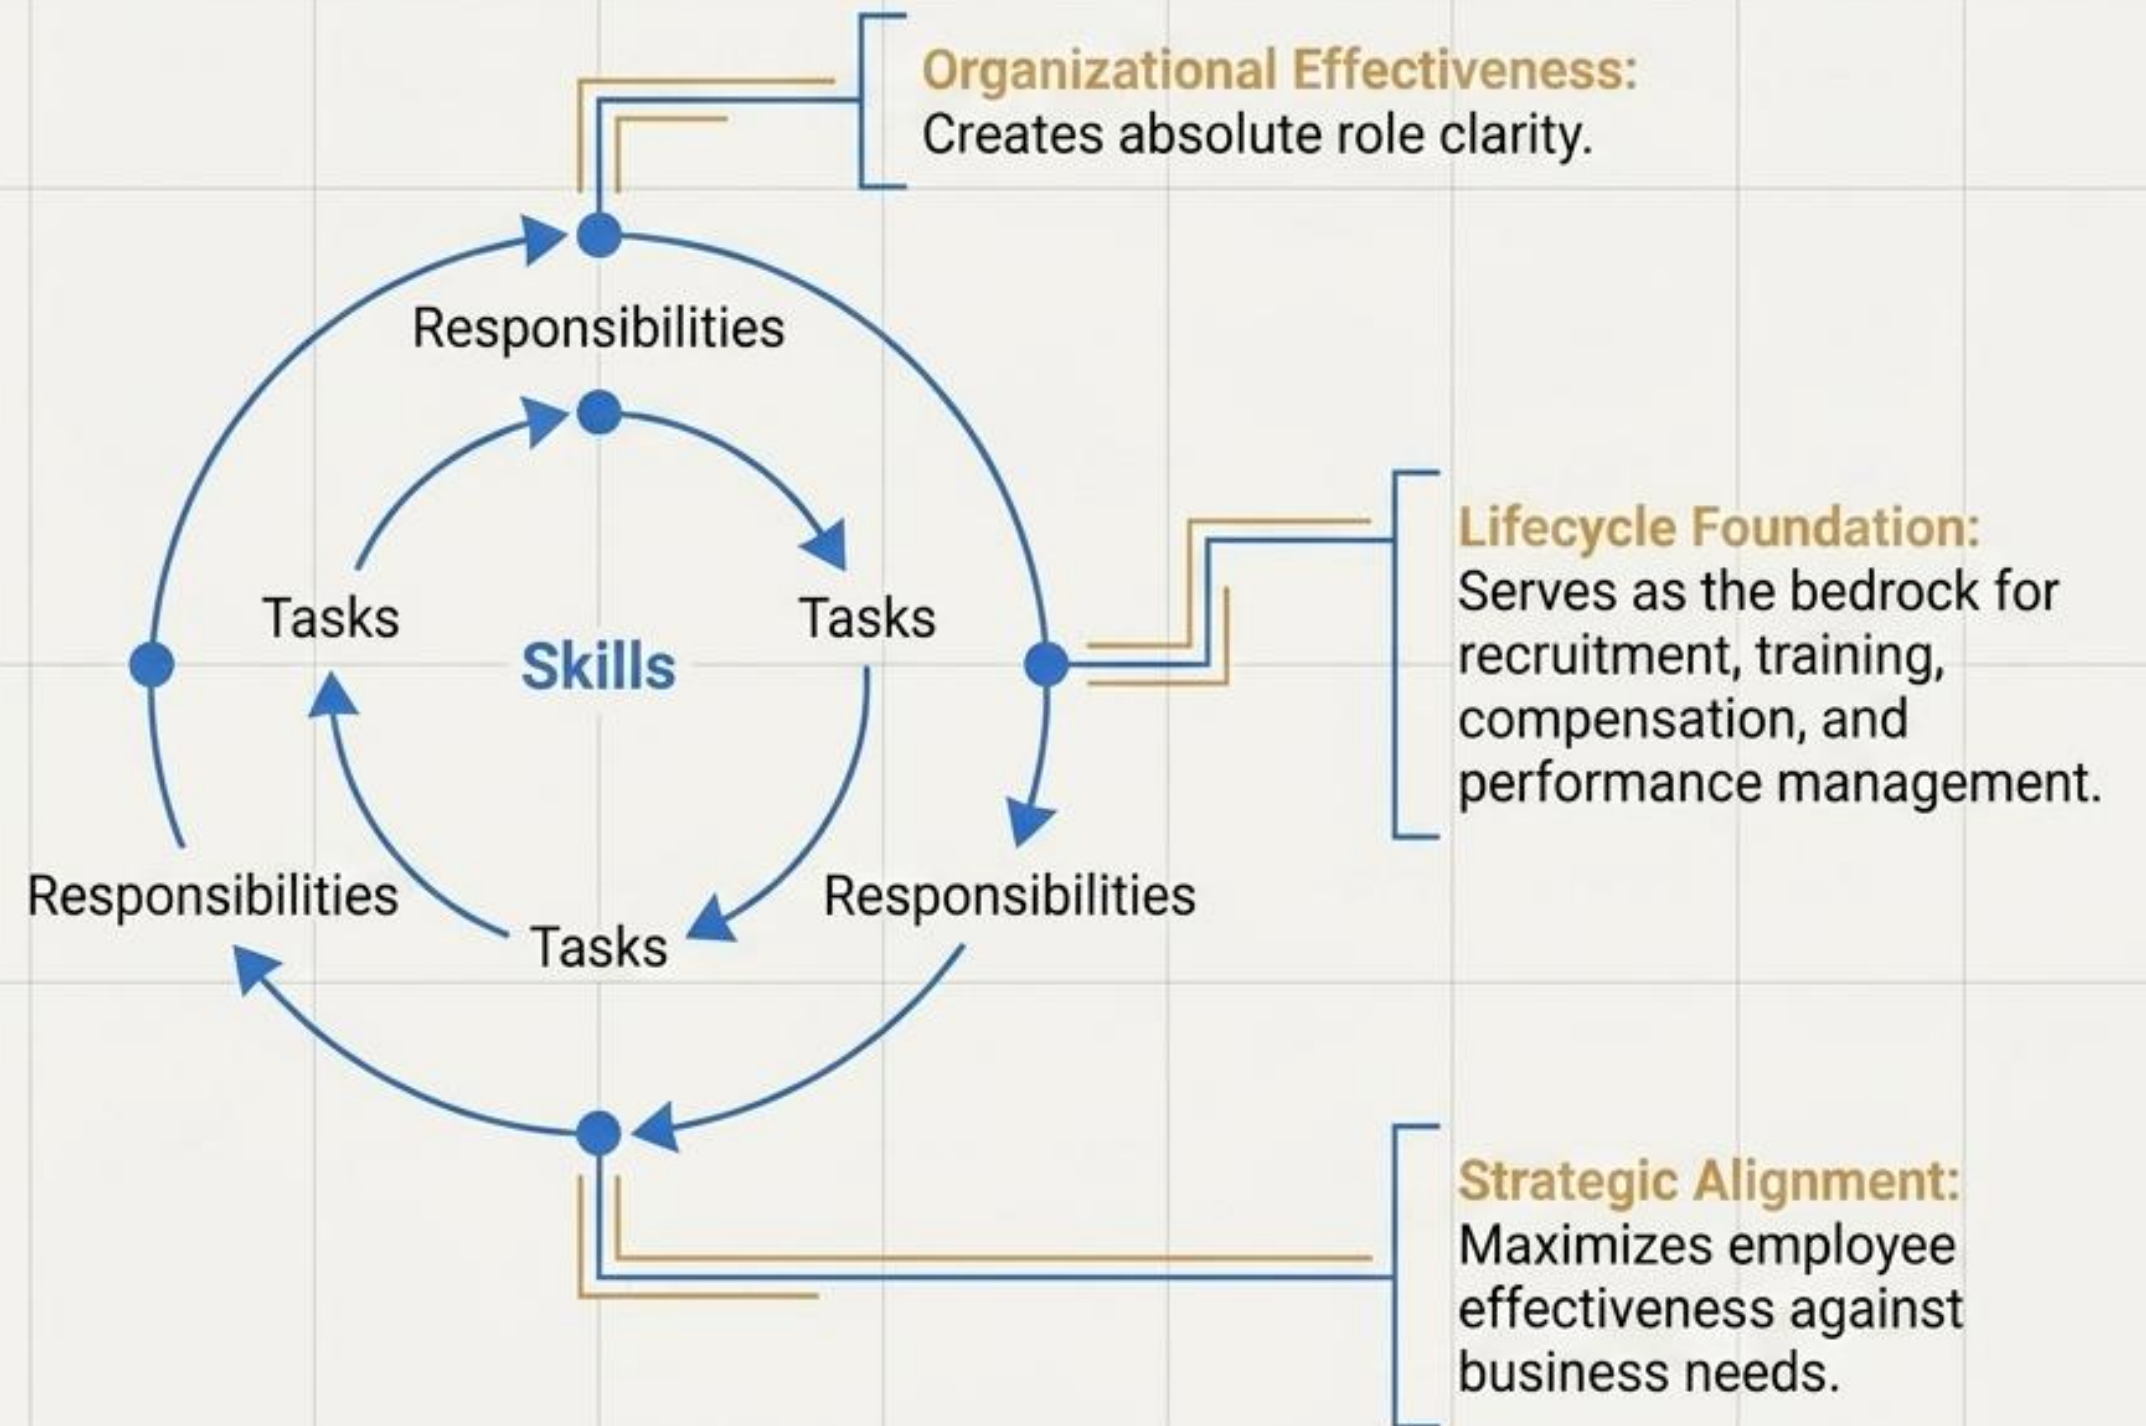 Organizational Effectiveness:
Creates absolute role clarity.
Responsibilities
Tasks
Tasks
Skills
Lifecycle Foundation:
Serves as the bedrock for
recruitment, training,
compensation, and
performance management.
Responsibilities
Responsibilities
Tasks
Strategic Alignment:
Maximizes employee
effectiveness against
business needs.